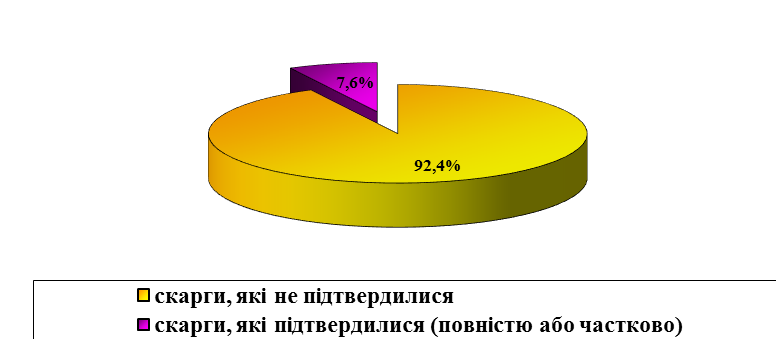 7,6%
92,4%
скарги, які не підтвердилися
скарги, які підтвердилися (повністю або частково)